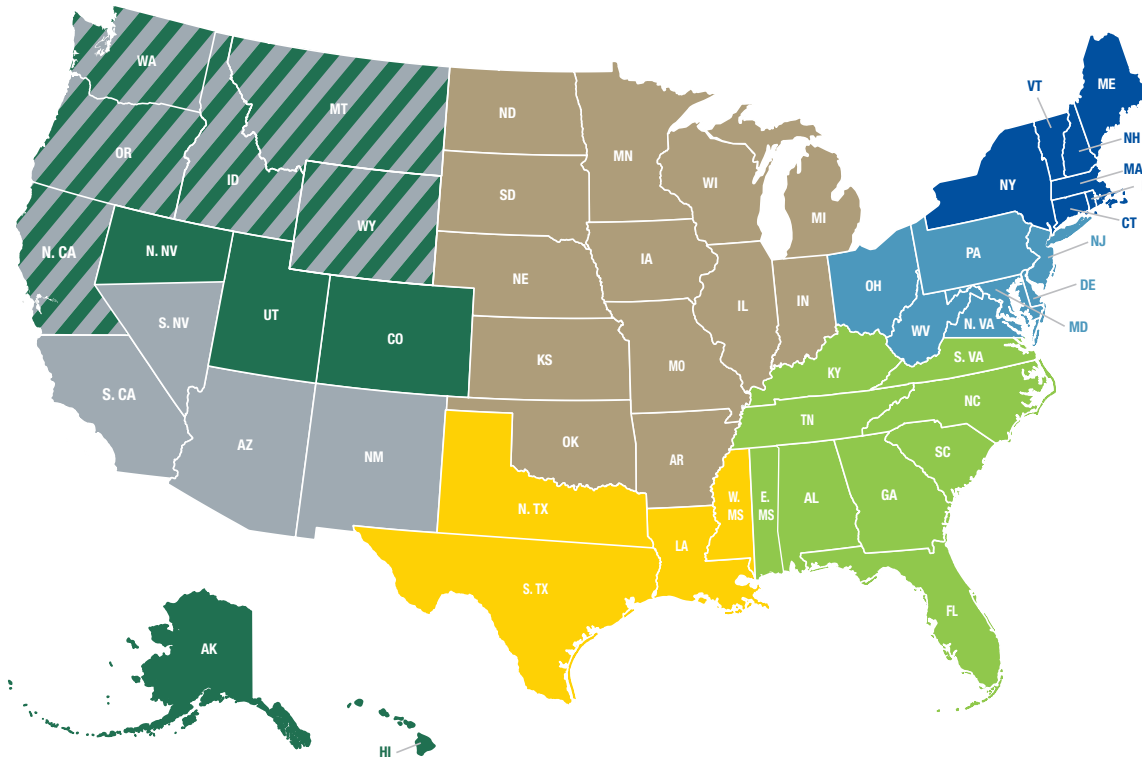 WA
MT
ND
MN
VT
ME
OR
ID
NH
WI
MA
SD
MI
NY
WY
CT
N. CA
N. NV
NJ
PA
IA
NE
OH
DE
IL
IN
UT
S. NV
MD
N. VA
CO
WV
KS
MO
S. VA
KY
S. CA
NC
TN
OK
AZ
NM
SC
AR
GA
W.
MS
E.
MS
AL
N. TX
LA
S. TX
FL
AK
HI